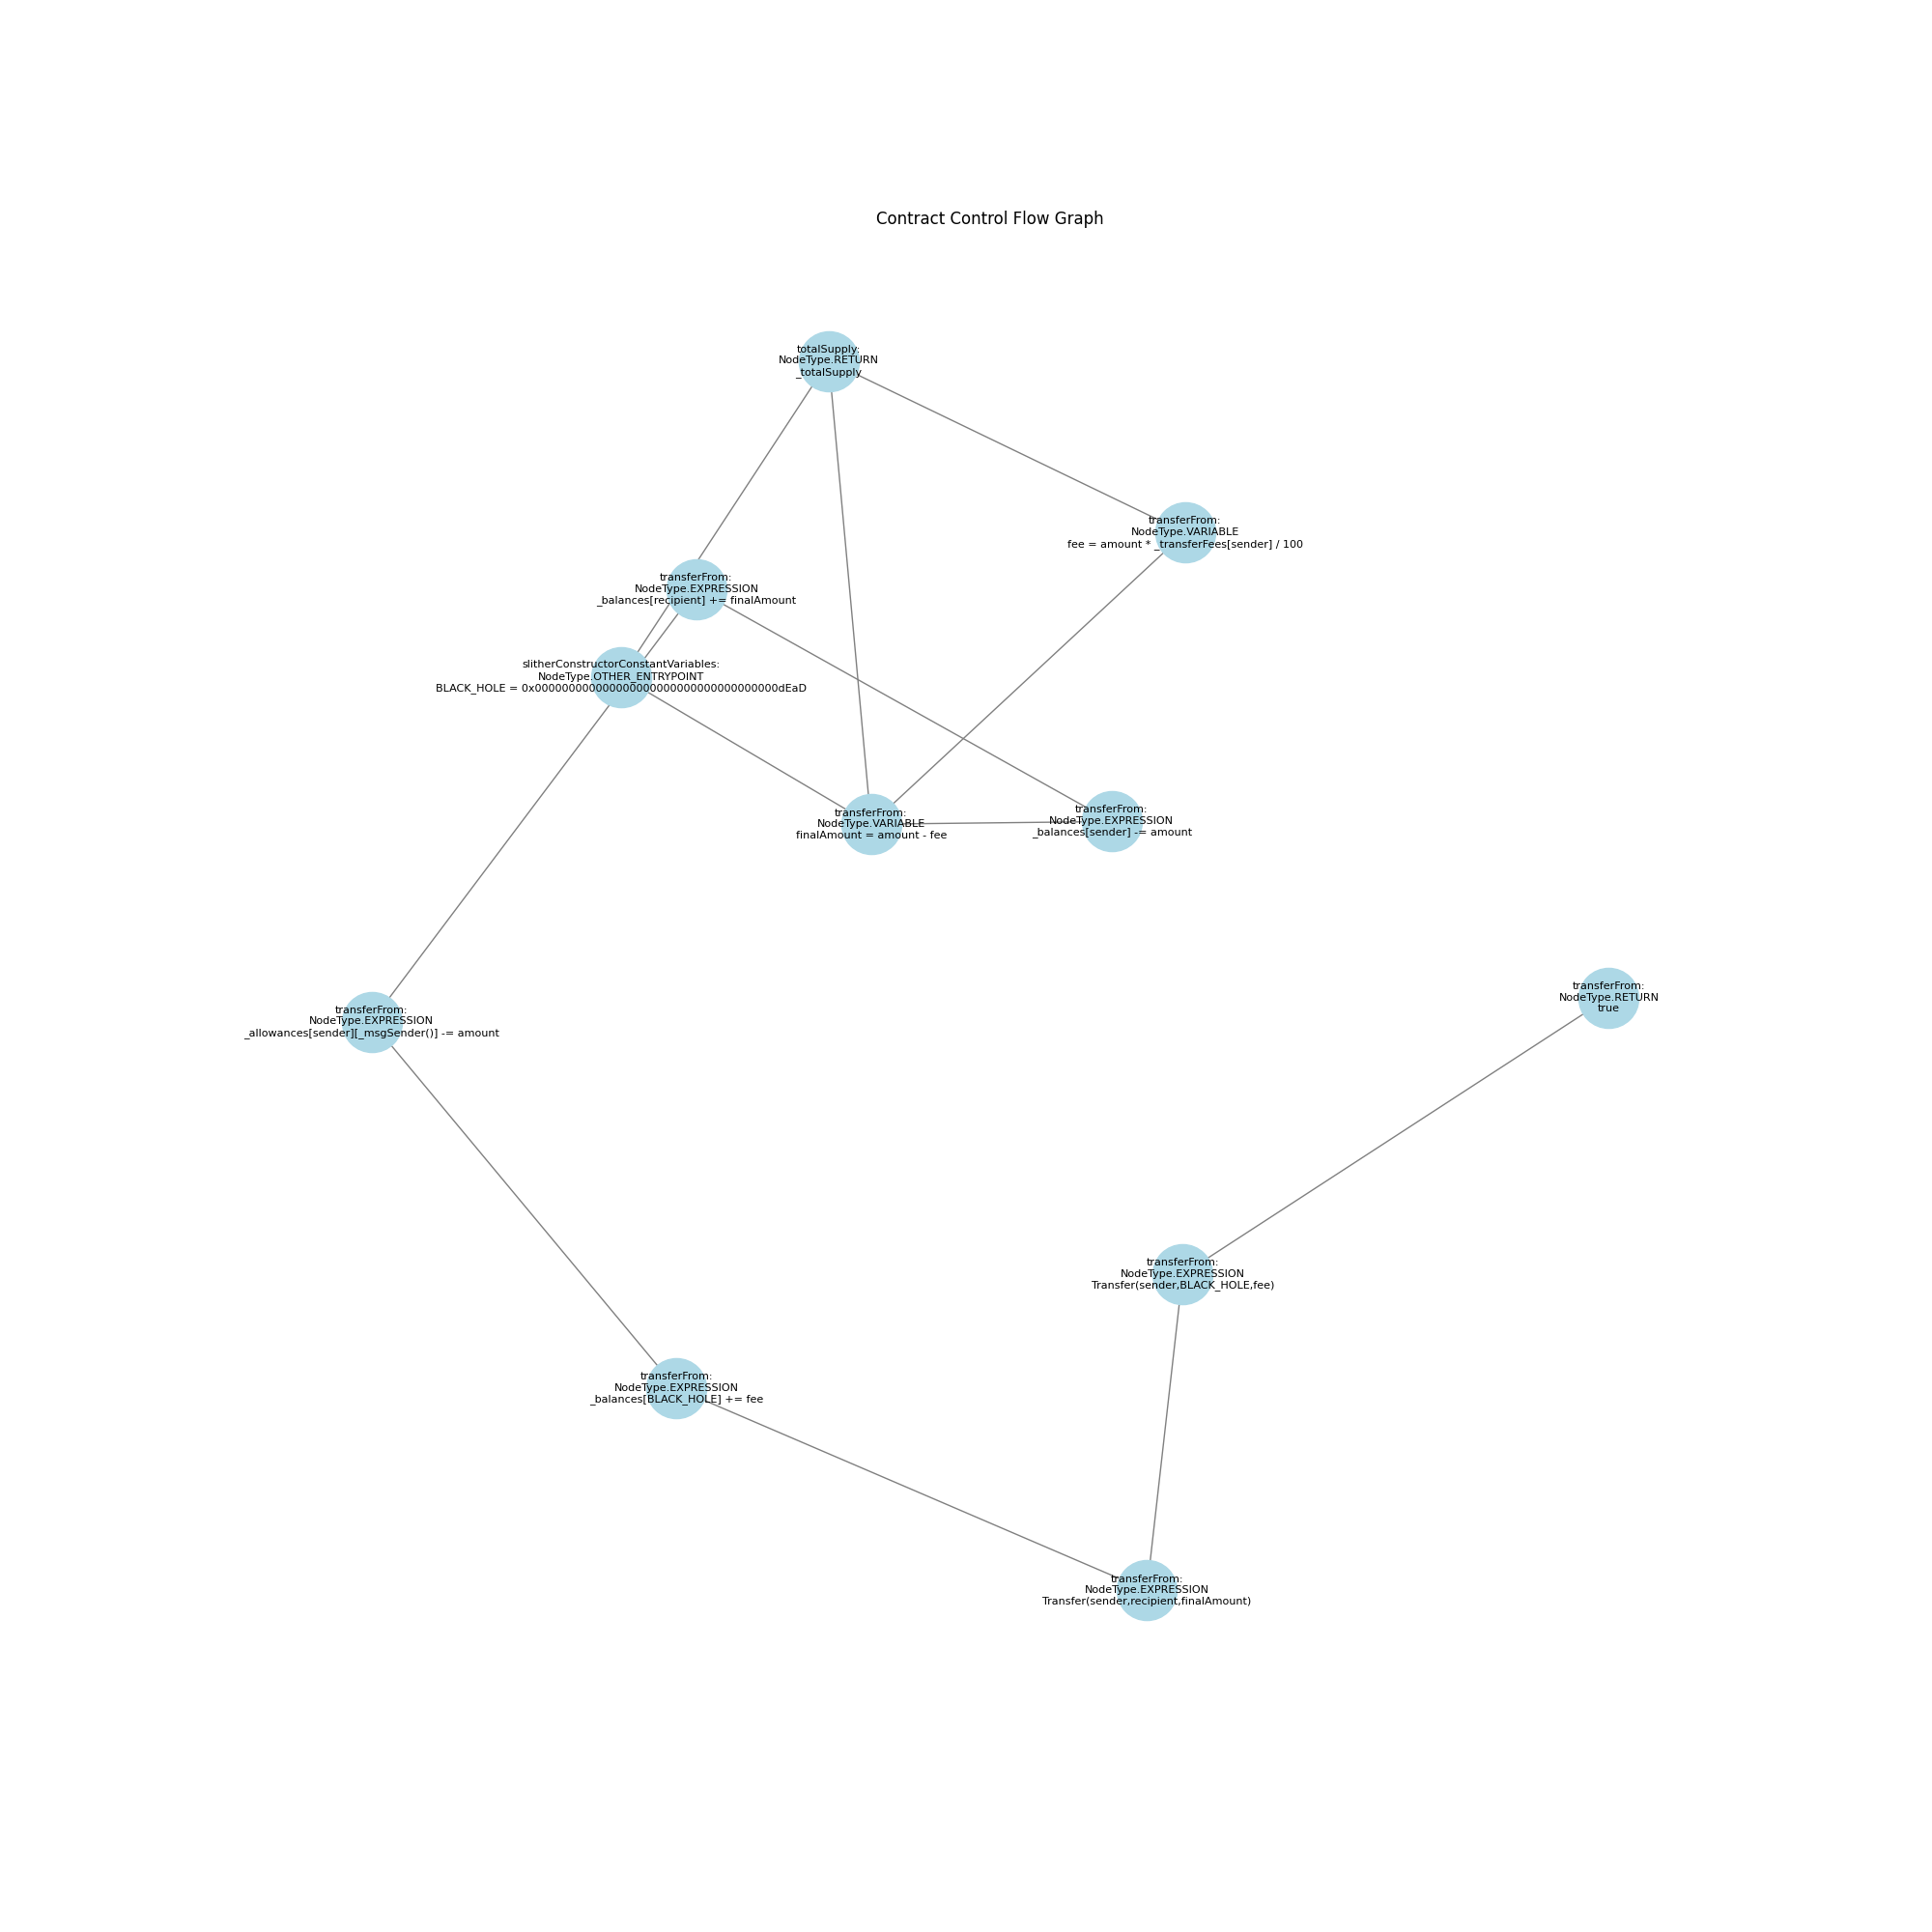 Contract Control Flow Graph
totalSupply:
NodeType.RETURN
_totalSupply
transferFrom:
NodeType.VARIABLE
fee = amount * _transferFees[sender] / 100
transferFrom:
NodeType.EXPRESSION
_balances[recipient] += finalAmount
slitherConstructorConstantVariables:
NodeType.OTHER_ENTRYPOINT
BLACK_HOLE = 0x000000000000000000000000000000000000dEaD
transferFrom:
NodeType.VARIABLE
finalAmount = amount - fee
transferFrom:
NodeType.EXPRESSION
_balances[sender] -= amount
transferFrom:
NodeType.RETURN
true
transferFrom:
NodeType.EXPRESSION
_allowances[sender][_msgSender()] -= amount
transferFrom:
NodeType.EXPRESSION
Transfer(sender,BLACK_HOLE,fee)
transferFrom:
NodeType.EXPRESSION
_balances[BLACK_HOLE] += fee
transferFrom:
NodeType.EXPRESSION
Transfer(sender,recipient,finalAmount)